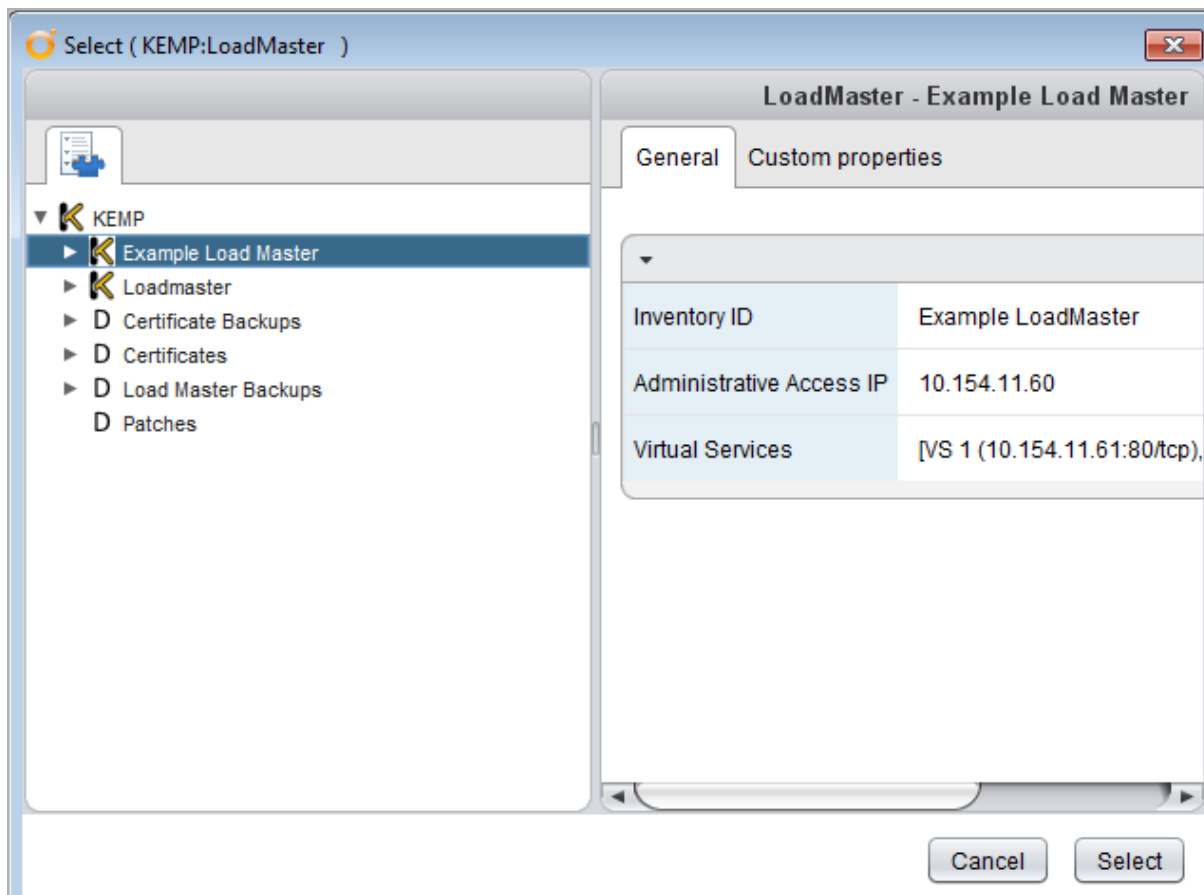 Select ( KEMP:LoadMaster )
LoadMaster - Example Load Master
General Custom properties
KEMP
Example Load Master
Loadmaster
D Certificate Backups
D Certificates
D Load Master Backups
D Patches
Inventory ID Example LoadMaster
Administrative Access IP 10.154.11.60
Virtual Services [VS 1 (10.154.11.61:80/tcp),
Cancel Select